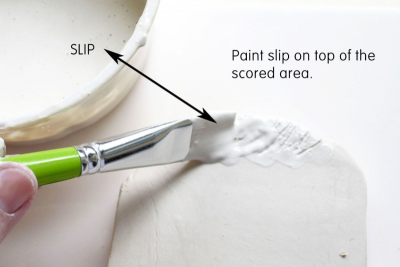 SLIP
Paint slip on top of the
scored area.